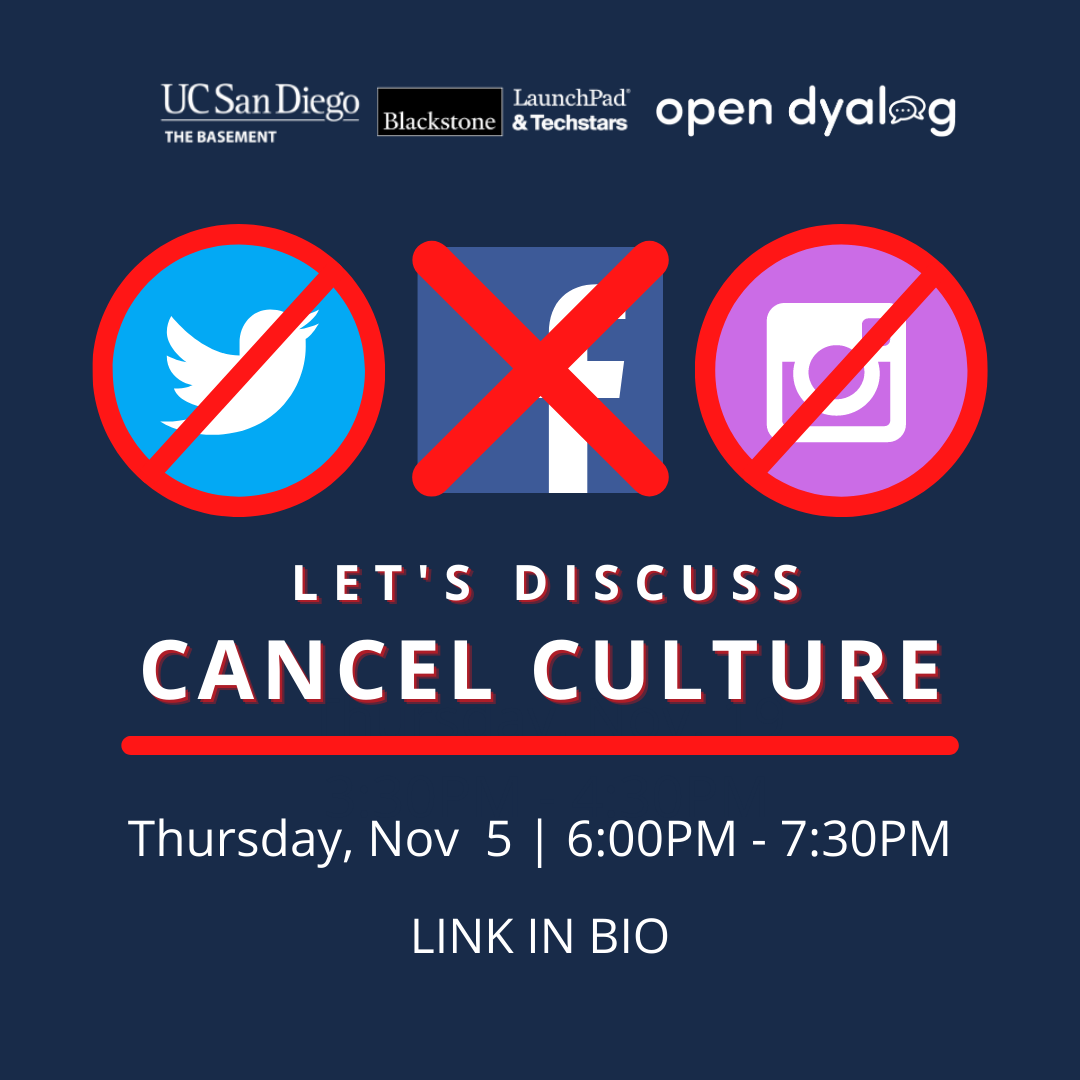 UC San Diego
THE BASEMENT
Blackstone
LaunchPad®
& Techstars
open dyalog
LET'S DISCUSS
CANCEL CULTURE
Thursday, Nov 5 | 6:00PM - 7:30PM
LINK IN BIO